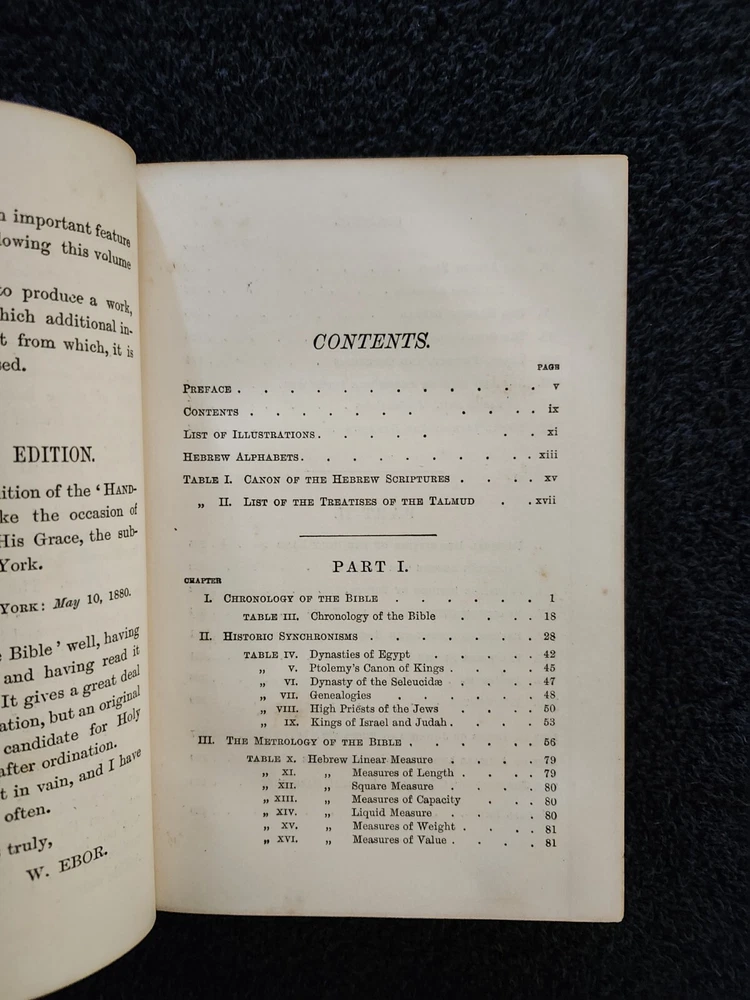 n important feature
lowing this volume
to produce a work,
hich additional in-
t from which, it is
sed.
EDITION.
ition of the ‘HAND-
ke the occasion of
His Grace, the sub-
York.
YORK: May 10, 1880.
Bible’ well, having
and having read it
It gives a great deal
ation, but an original
candidate for Holy
after ordination.
t in vain, and I have
often.
truly,
W. EBOR.
CONTENTS.
PAGE
PREFACE . . . . . . . . . . . . v
CONTENTS . . . . . . . . . . ix
LIST OF ILLUSTRATIONS . . . . . . . xi
HEBREW ALPHABETS . . . . . . . . . . xiii
TABLE I. CANON OF THE HEBREW SCRIPTURES . . . . xv
„ II. LIST OF THE TREATISES OF THE TALMUD . . xvii
PART I.
CHAPTER
I. CHRONOLOGY OF THE BIBLE . . . . . . 1
TABLE III. Chronology of the Bible . . . . 18
II. HISTORIC SYNCHRONISMS . . . . . . . 28
TABLE IV. Dynasties of Egypt . . . . 42
„ V. Ptolemy's Canon of Kings . . . . 45
„ VI. Dynasty of the Seleucidæ . . . . 47
„ VII. Genealogies . . . . . . 48
„ VIII. High Priests of the Jews . . . . 50
„ IX. Kings of Israel and Judah . . . . 53
III. THE METROLOGY OF THE BIBLE . . . . . . 56
TABLE X. Hebrew Linear Measure . . . . 79
„ XI. „ Measures of Length . . . . 79
„ XII. „ Square Measure . . . . 80
„ XIII. „ Measures of Capacity . . . 80
„ XIV. „ Liquid Measure . . . . 80
„ XV. „ Measures of Weight . . . . 81
„ XVI. „ Measures of Value . . . . 81